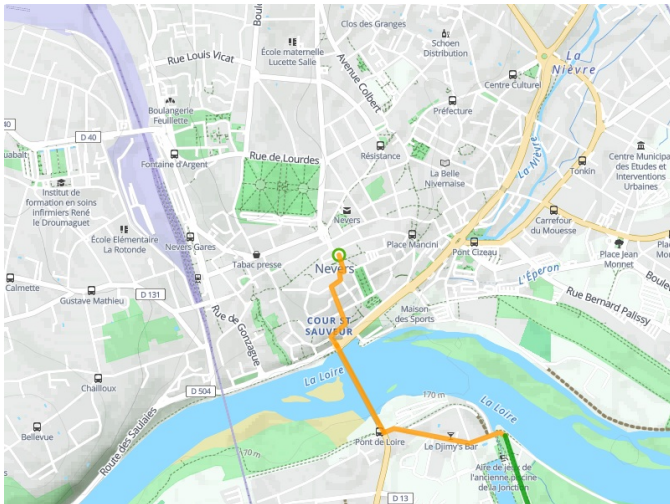 Clos des Granges
Boul
École maternelle
Lucette Salle
Schoen
Distribution
La
Nièvre
Rue Louis Vicat
Avenue Colbert
Centre Culturel
Boulangerie
Feuillette
Préfecture
40
D 40
Rue de Lourdes
Résistance
La-Nièvre
Centre Municipa
des Etudes et
Interventions
Urbaines
ouabalt
Fontaine d'Argent
La Belle
Nivernaise
Tonkin
Institut de
formation en soins
infirmiers René
le Droumaguet
Nevers
Carrefour
du Mouesse
École Élémentaire
La Rotonde
Nevers Gares
Place Mancini
Pont Cizeau
Place Jean
Monnet
Pla
C
Tabac presse
Nevers
L'Éperon
Boulev
Calmette
Gustave Mathieu
D 131
Rue Bernard Palissy
Rue de Gonzague
COUR ST
SAUVEUR
Maison
des Sports
Chailloux
D 504
La Loire
170 m
La Loire
Route des Saulaies
Bellevue
170 m
Pont de Loire
Le Djimy's Bar
Aire de jeux de
l'ancienne piscine
de la Jonction
D 13